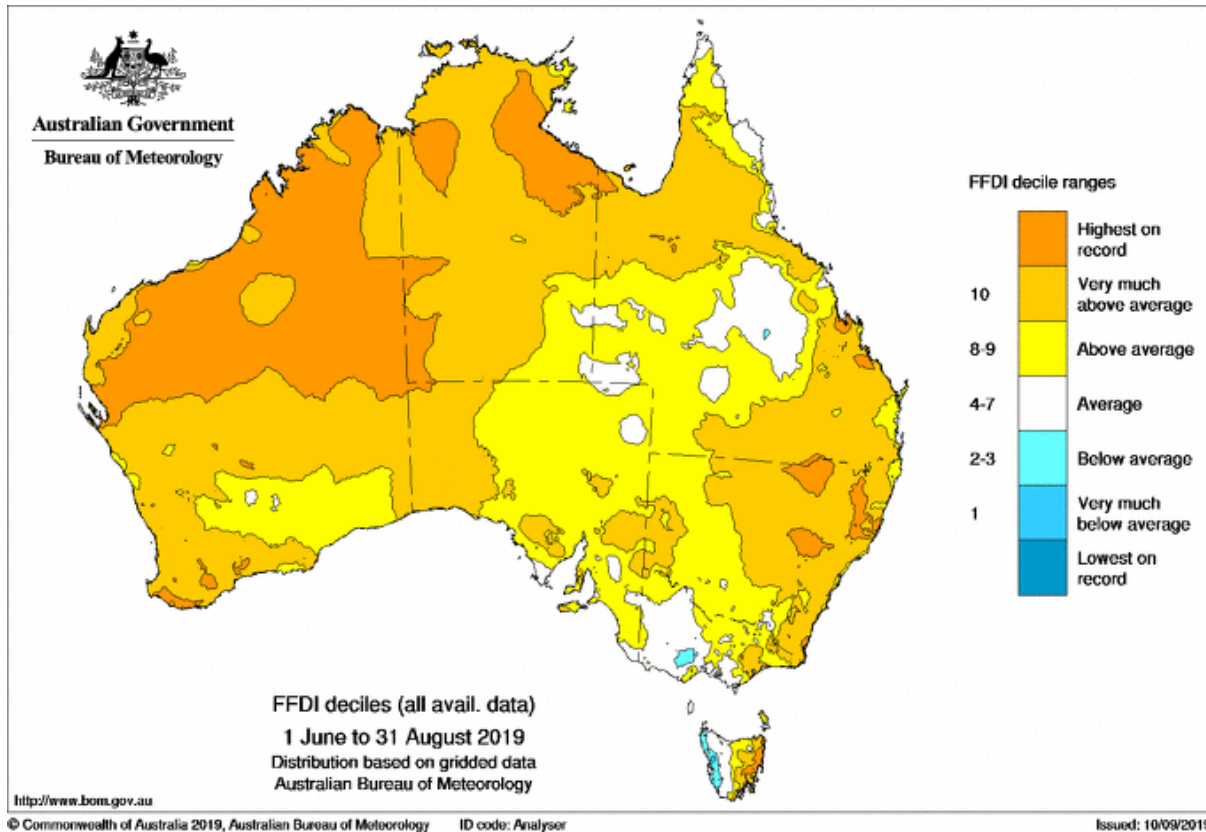 Australian Government
Bureau of Meteorology
FFDI decile ranges
Highest on
record
10
Very much
above average
8-9
Above average
4-7
Average
2-3
Below average
1
Very much
below average
Lowest on
record
FFDI deciles (all avail. data)
1 June to 31 August 2019
Distribution based on gridded data
Australian Bureau of Meteorology
http://www.bom.gov.au
© Commonwealth of Australia 2019, Australian Bureau of Meteorology ID code: Analyser Issued: 10/09/2019